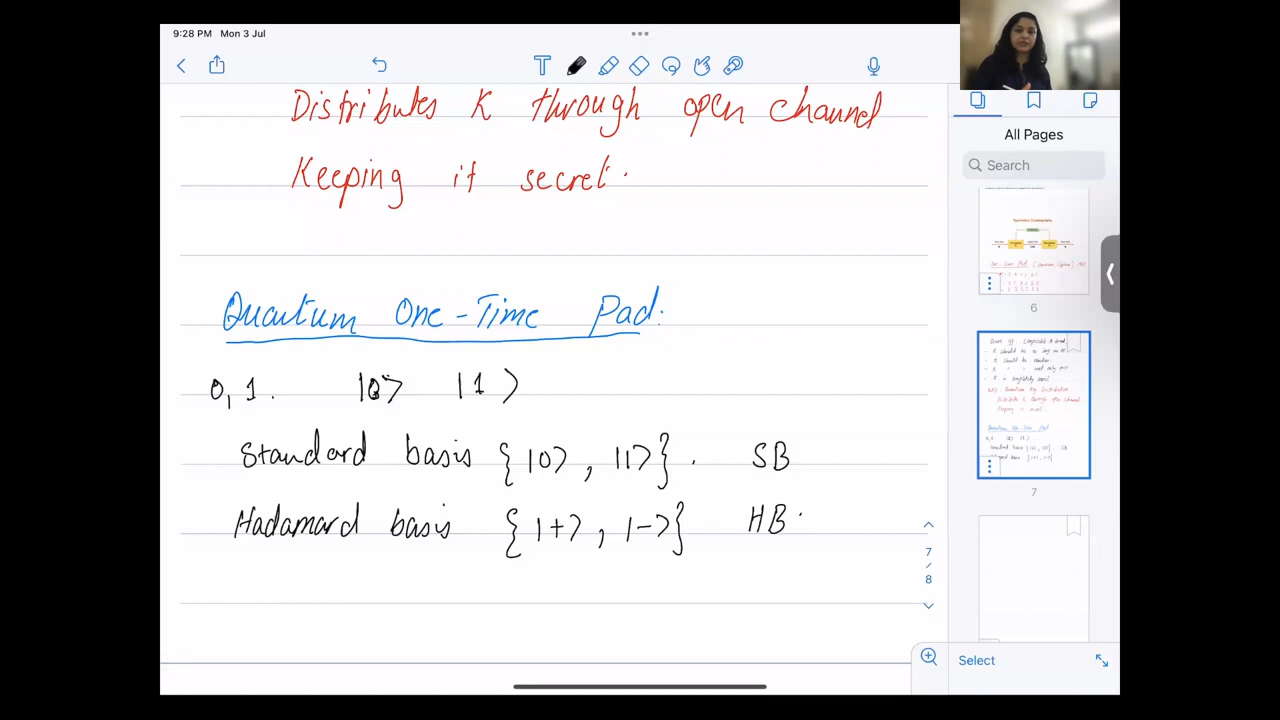 9:28 PM Mon 3 Jul
Distributes K through open channel
Keeping it secret.
Quantum One-Time Pad.
0, 1. |0> |1>
Standard basis {|0>, |1>}. SB
Hadamard basis {|+>, |->} HB.
7
/
8
All Pages
Search
6
7
Select